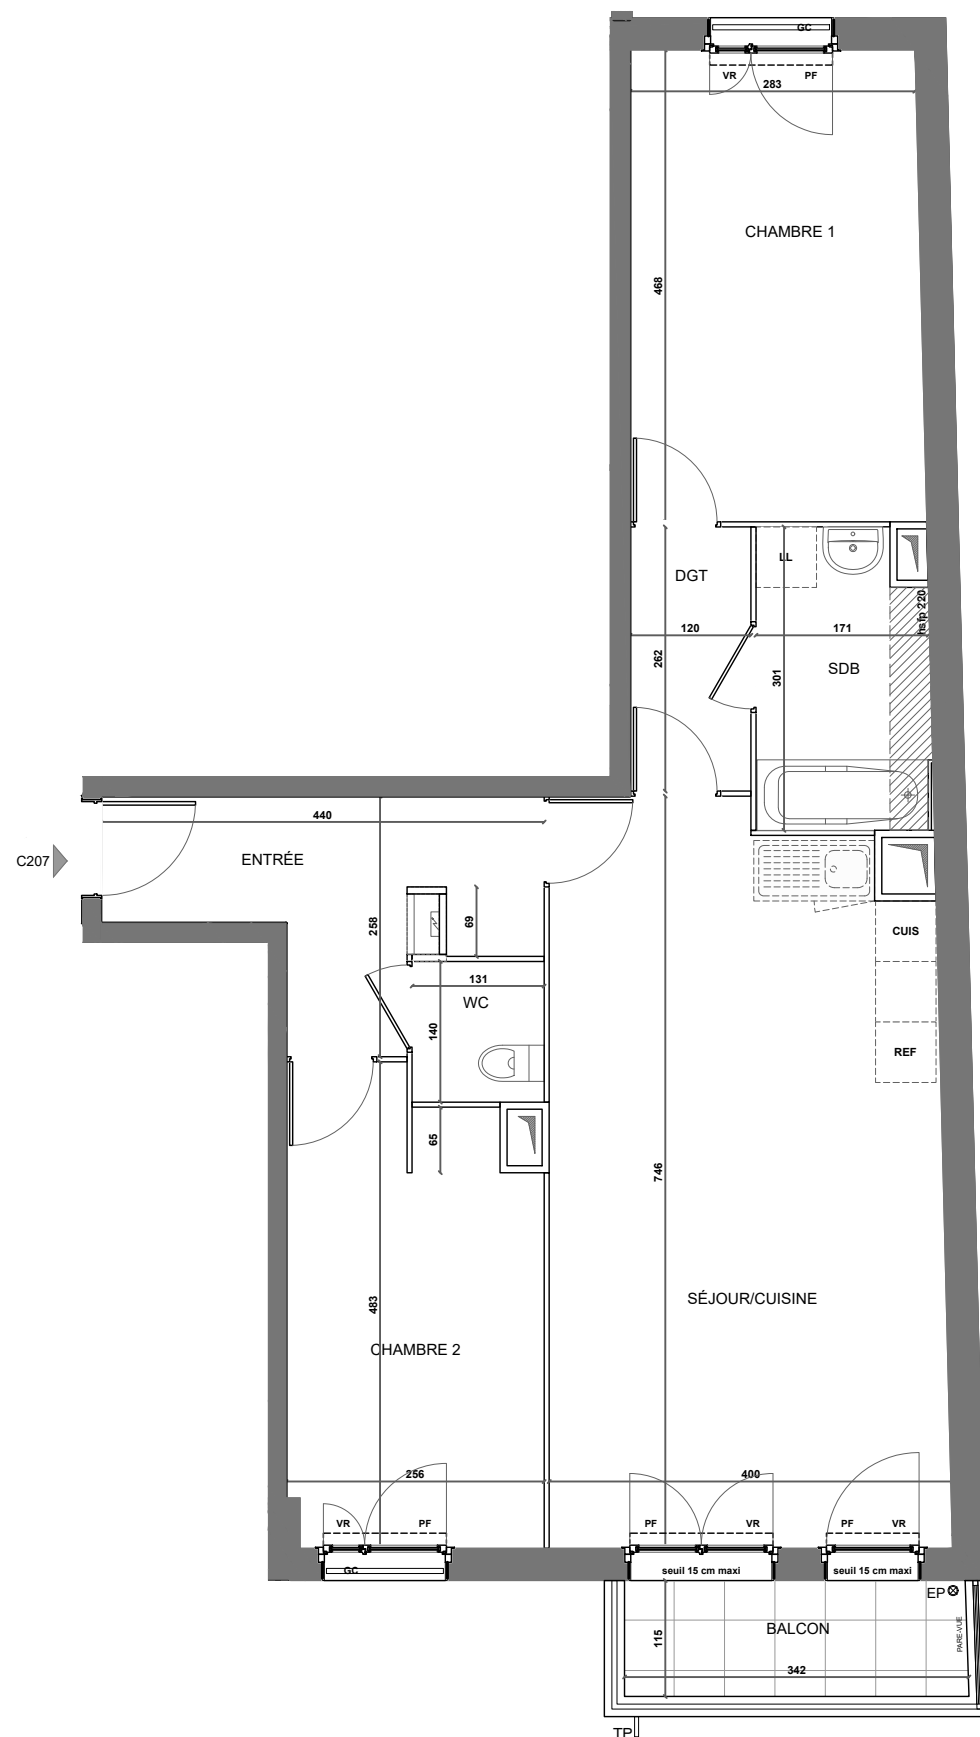 GC
VR PF
283
CHAMBRE 1
468
DGT
LL
hsfp 220
120
171
262
301
SDB
440
C207
ENTRÉE
258
69
CUIS
131
WC
140
REF
65
746
483
SÉJOUR/CUISINE
CHAMBRE 2
256
400
VR PF
PF VR
PF VR
GC
seuil 15 cm maxi
seuil 15 cm maxi
EP
BALCON
PARE-VUE
115
342
TP